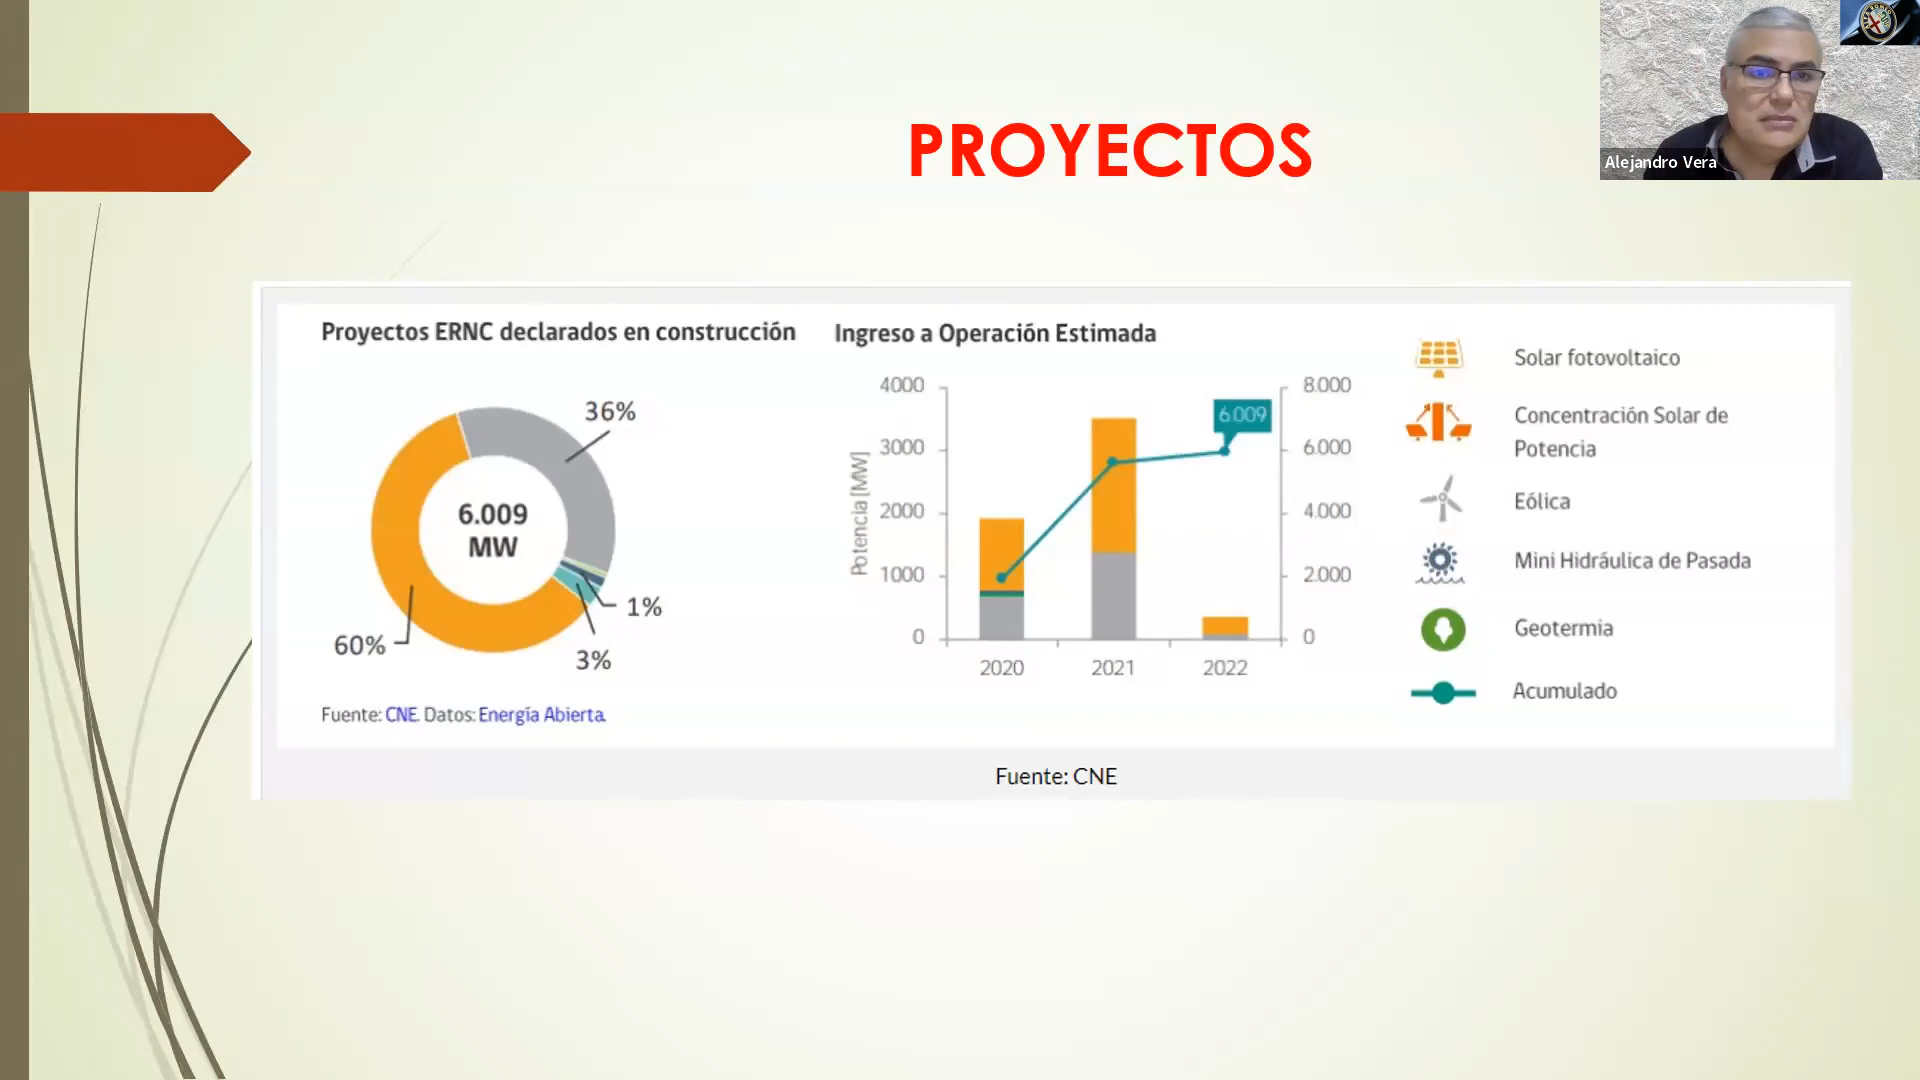 PROYECTOS
Alejandro Vera
Proyectos ERNC declarados en construcción
36%
6.009
MW
1%
60%
3%
Fuente: CNE. Datos: Energía Abierta.
Ingreso a Operación Estimada
Potencia [MW]
4000
3000
2000
1000
0
8.000
6.000
4.000
2.000
0
6.009
2020 2021 2022
Solar fotovoltaico
Concentración Solar de
Potencia
Eólica
Mini Hidráulica de Pasada
Geotermia
Acumulado
Fuente: CNE